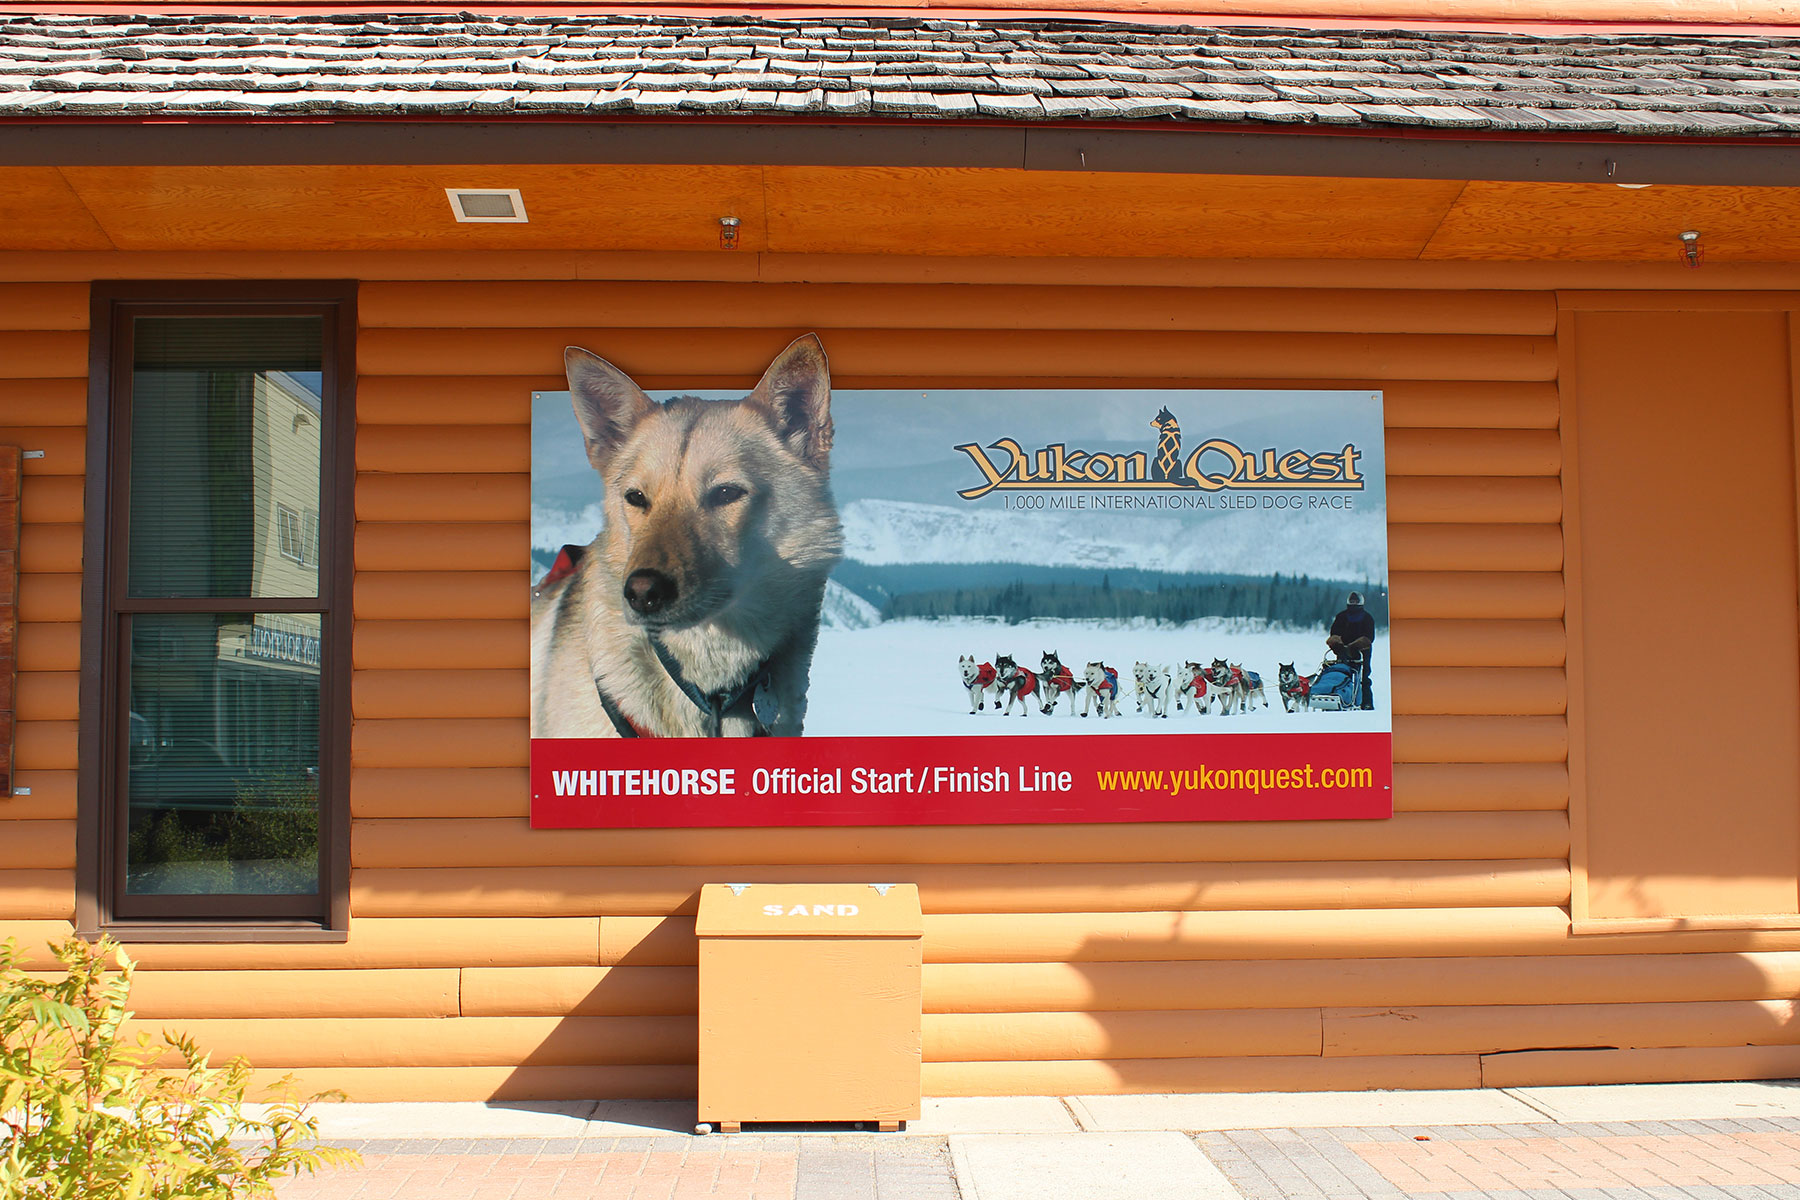 Yukon Quest
1,000 MILE INTERNATIONAL SLED DOG RACE
WHITEHORSE Official Start/Finish Line www.yukonquest.com
SAND